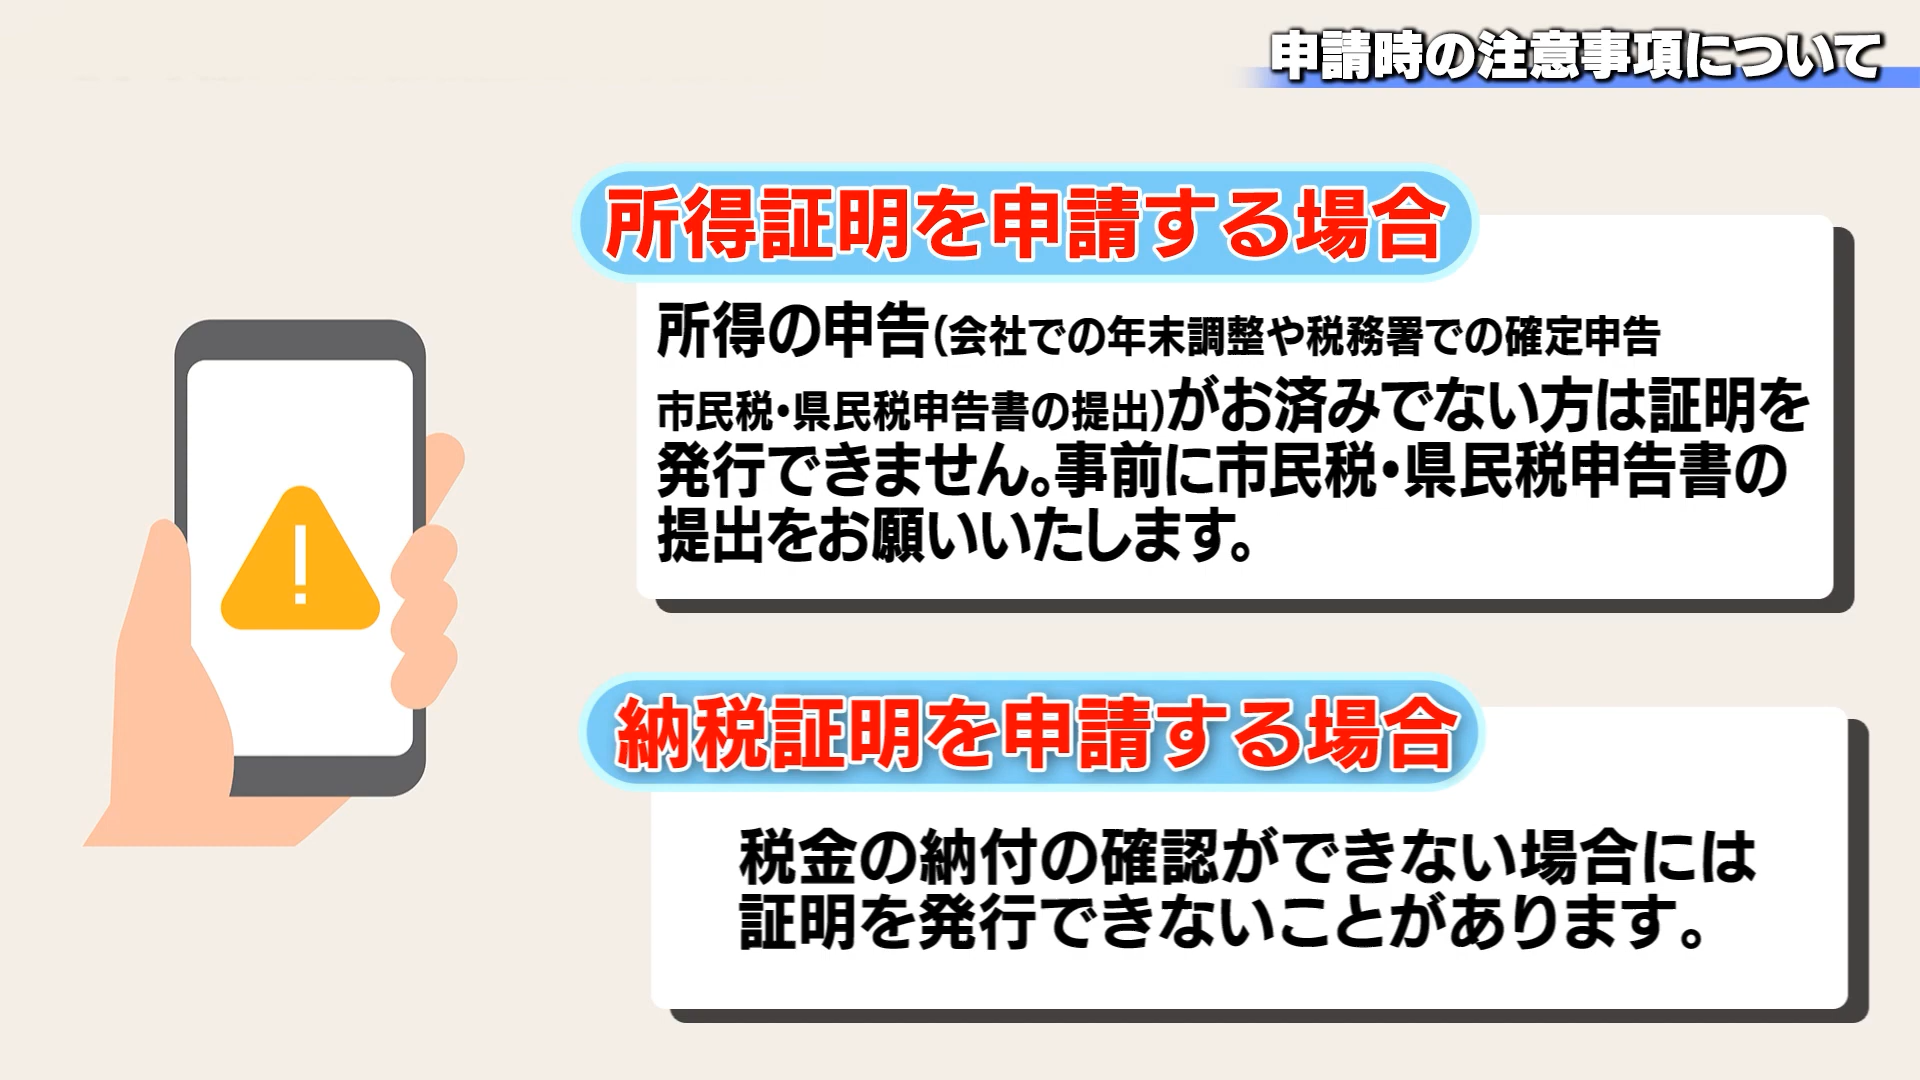 申請時の注意事項について
所得証明を申請する場合
所得の申告(会社での年末調整や税務署での確定申告
市民税・県民税申告書の提出)がお済みでない方は証明を
発行できません。事前に市民税・県民税申告書の
提出をお願いいたします。
納税証明を申請する場合
税金の納付の確認ができない場合には
証明を発行できないことがあります。